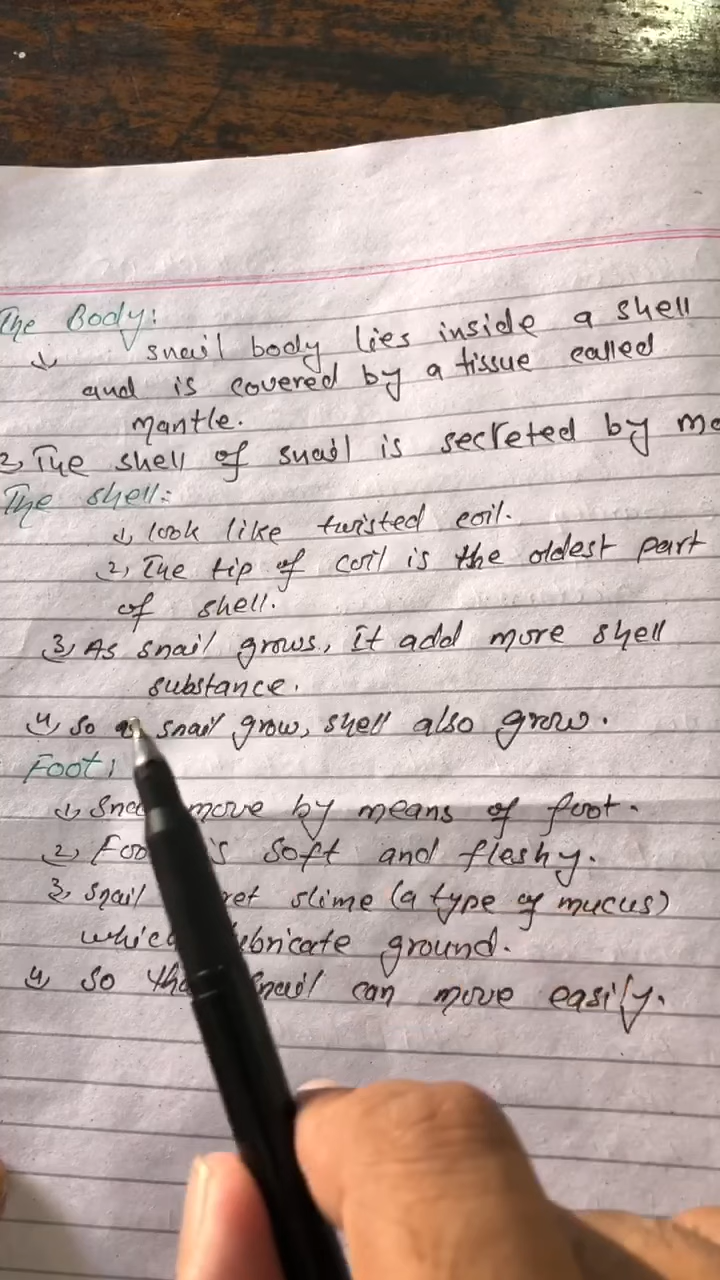 The Body:
1, snail body lies inside a shell
and is covered by a tissue called
mantle.
2, The shell of snail is secreted by
The shell:
1, look like twisted coil.
2, The tip of coil is the oldest part
of shell.
3, As snail grows, It add more shell
substance.
4, so as snail grow, shell also grow.
Foot:
1, move by means of foot.
2, soft and fleshy.
3, snail slime (a type of mucus)
ground.
4, so snail can move easily.